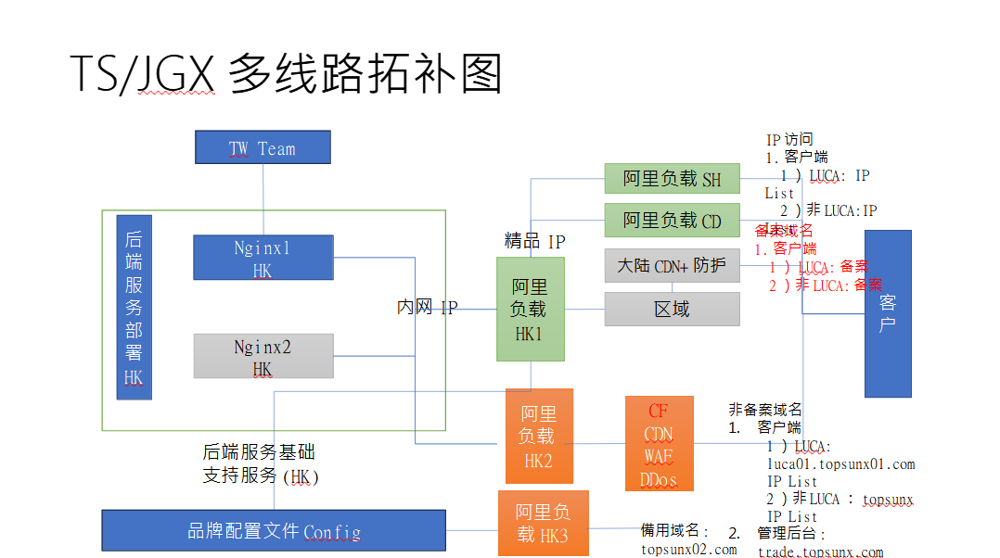 TS/JGX 多线路拓补图
TW Team
后端服务部署 HK
Nginx1
HK
Nginx2
HK
内网 IP
精品 IP
阿里
负载
HK1
阿里负载 SH
阿里负载 CD
大陆 CDN+ 防护
区域
IP 访问
1. 客户端
1 ）LUCA: IP
List
2 ）非 LUCA:IP
备案域名
1. 客户端
1 ）LUCA: 备案
2 ）非 LUCA: 备案
客户
阿里
负载
HK2
CF
CDN
WAF
DDos
非备案域名
1. 客户端
1 ）LUCA:
luca01.topsunx01.com
IP List
2 ）非LUCA ： topsunx
IP List
2. 管理后台：
trade.topsunx.com
后端服务基础
支持服务 (HK)
品牌配置文件 Config
阿里负
载 HK3
備用域名：
topsunx02.com